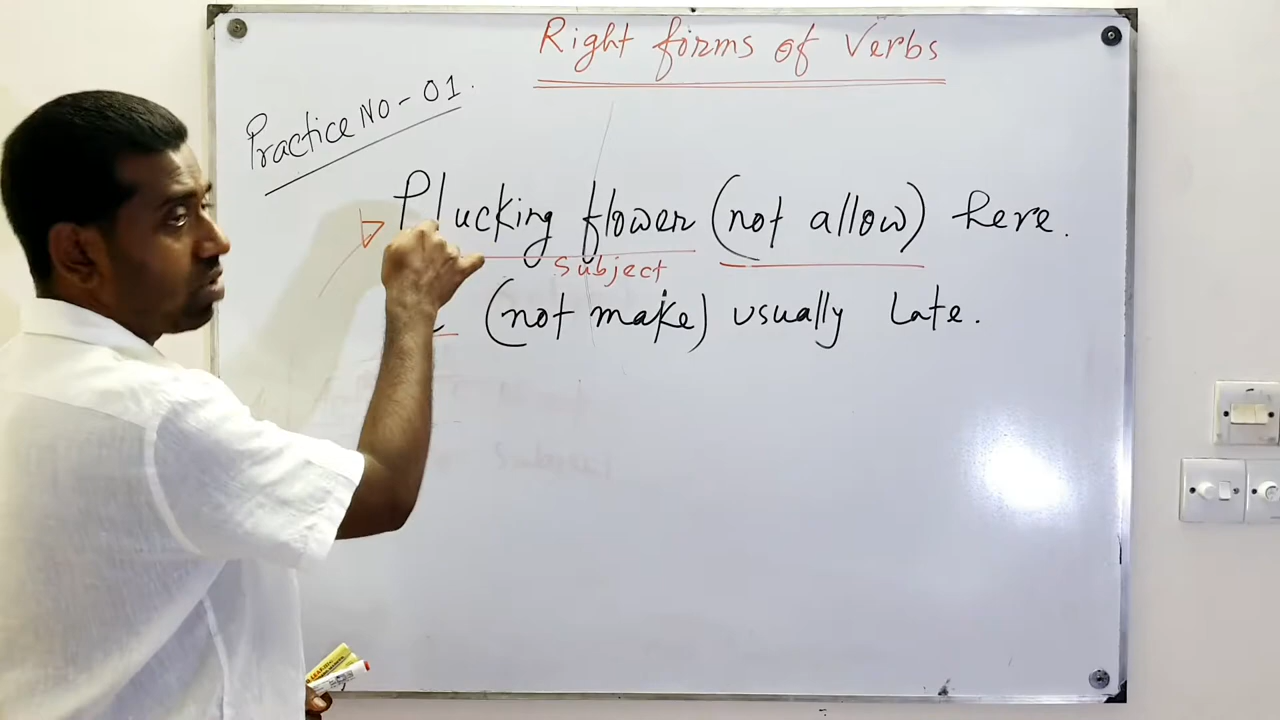 Right forms of Verbs
Practice No - 01.
Plucking flower (not allow) here.
Subject
(not make) usually late.